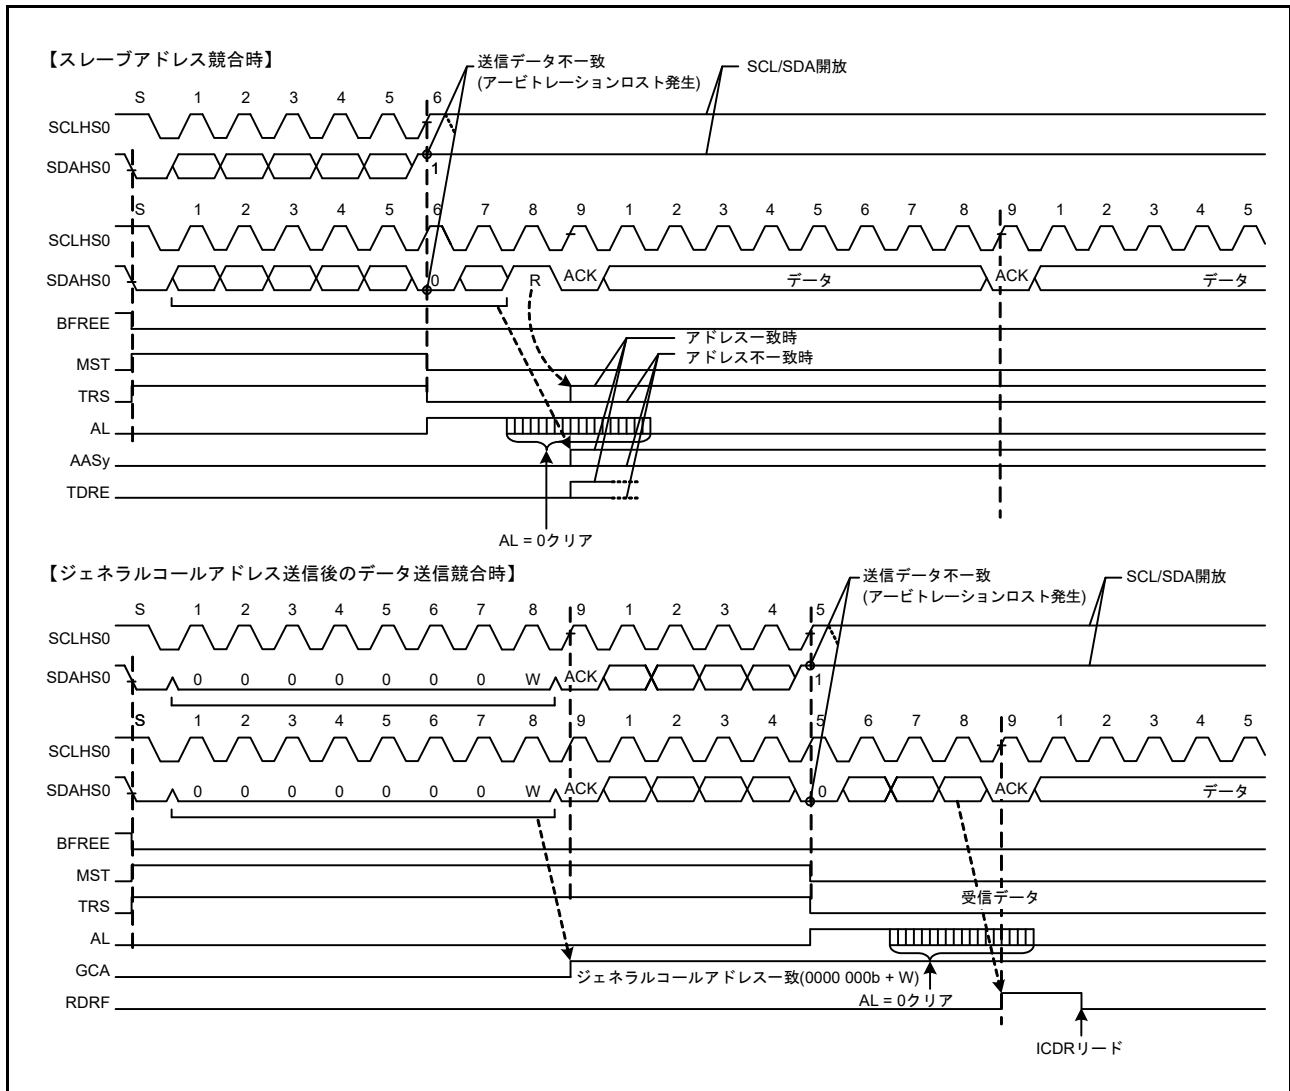 【スレーブアドレス競合時】
送信データ不一致
(アービトレーションロスト発生)
SCL/SDA開放
S 1 2 3 4 5 6
SCLHS0
SDAHS0
1
S 1 2 3 4 5 6 7 8 9 1 2 3 4 5 6 7 8 9 1 2 3 4 5
SCLHS0
SDAHS0 0 R ACK データ ACK データ
BFREE
アドレス一致時
アドレス不一致時
MST
TRS
AL
AASy
TDRE
AL = 0クリア
【ジェネラルコールアドレス送信後のデータ送信競合時】
送信データ不一致
(アービトレーションロスト発生)
SCL/SDA開放
S 1 2 3 4 5 6 7 8 9 1 2 3 4 5
SCLHS0
SDAHS0 0 0 0 0 0 0 0 W ACK 1
S 1 2 3 4 5 6 7 8 9 1 2 3 4 5 6 7 8 9 1 2 3 4 5
SCLHS0
SDAHS0 0 0 0 0 0 0 0 W ACK 0 ACK データ
BFREE
MST
TRS 受信データ
AL
GCA ジェネラルコールアドレス一致(0000 000b + W)
AL = 0クリア
RDRF
ICDRリード